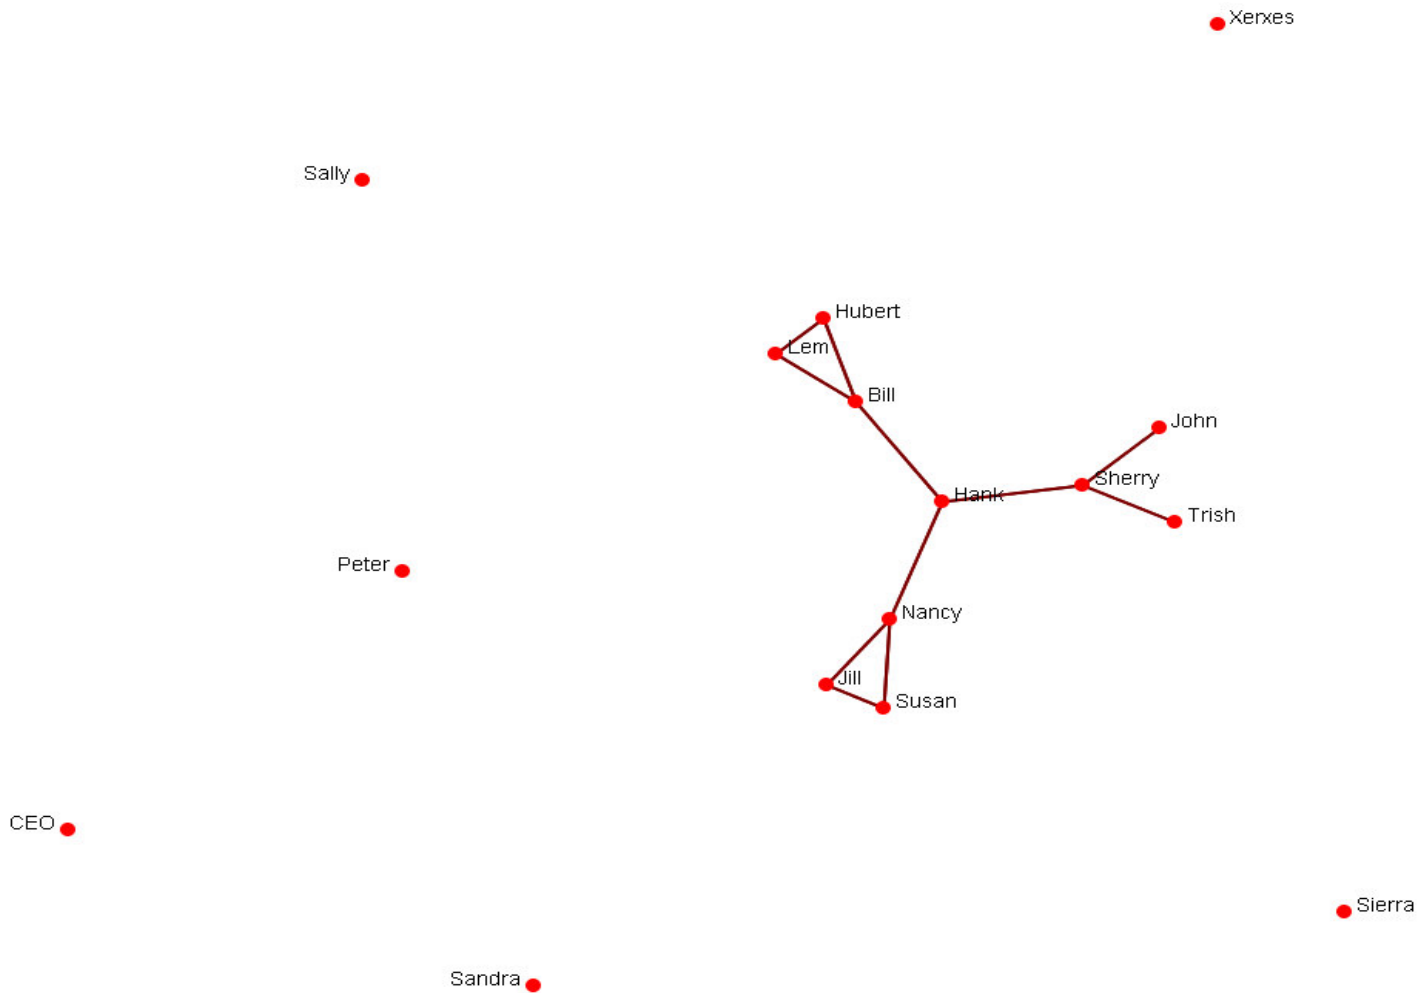 Xerxes
Sally
Hubert
Lem
Bill
John
Sherry
Hank
Trish
Peter
Nancy
Jill
Susan
CEO
Sierra
Sandra